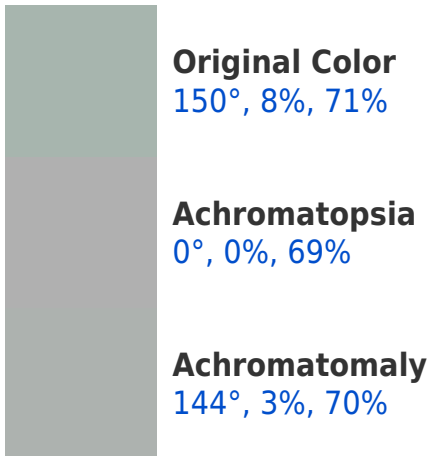 Original Color
150°, 8%, 71%
Achromatopsia
0°, 0%, 69%
Achromatomaly
144°, 3%, 70%